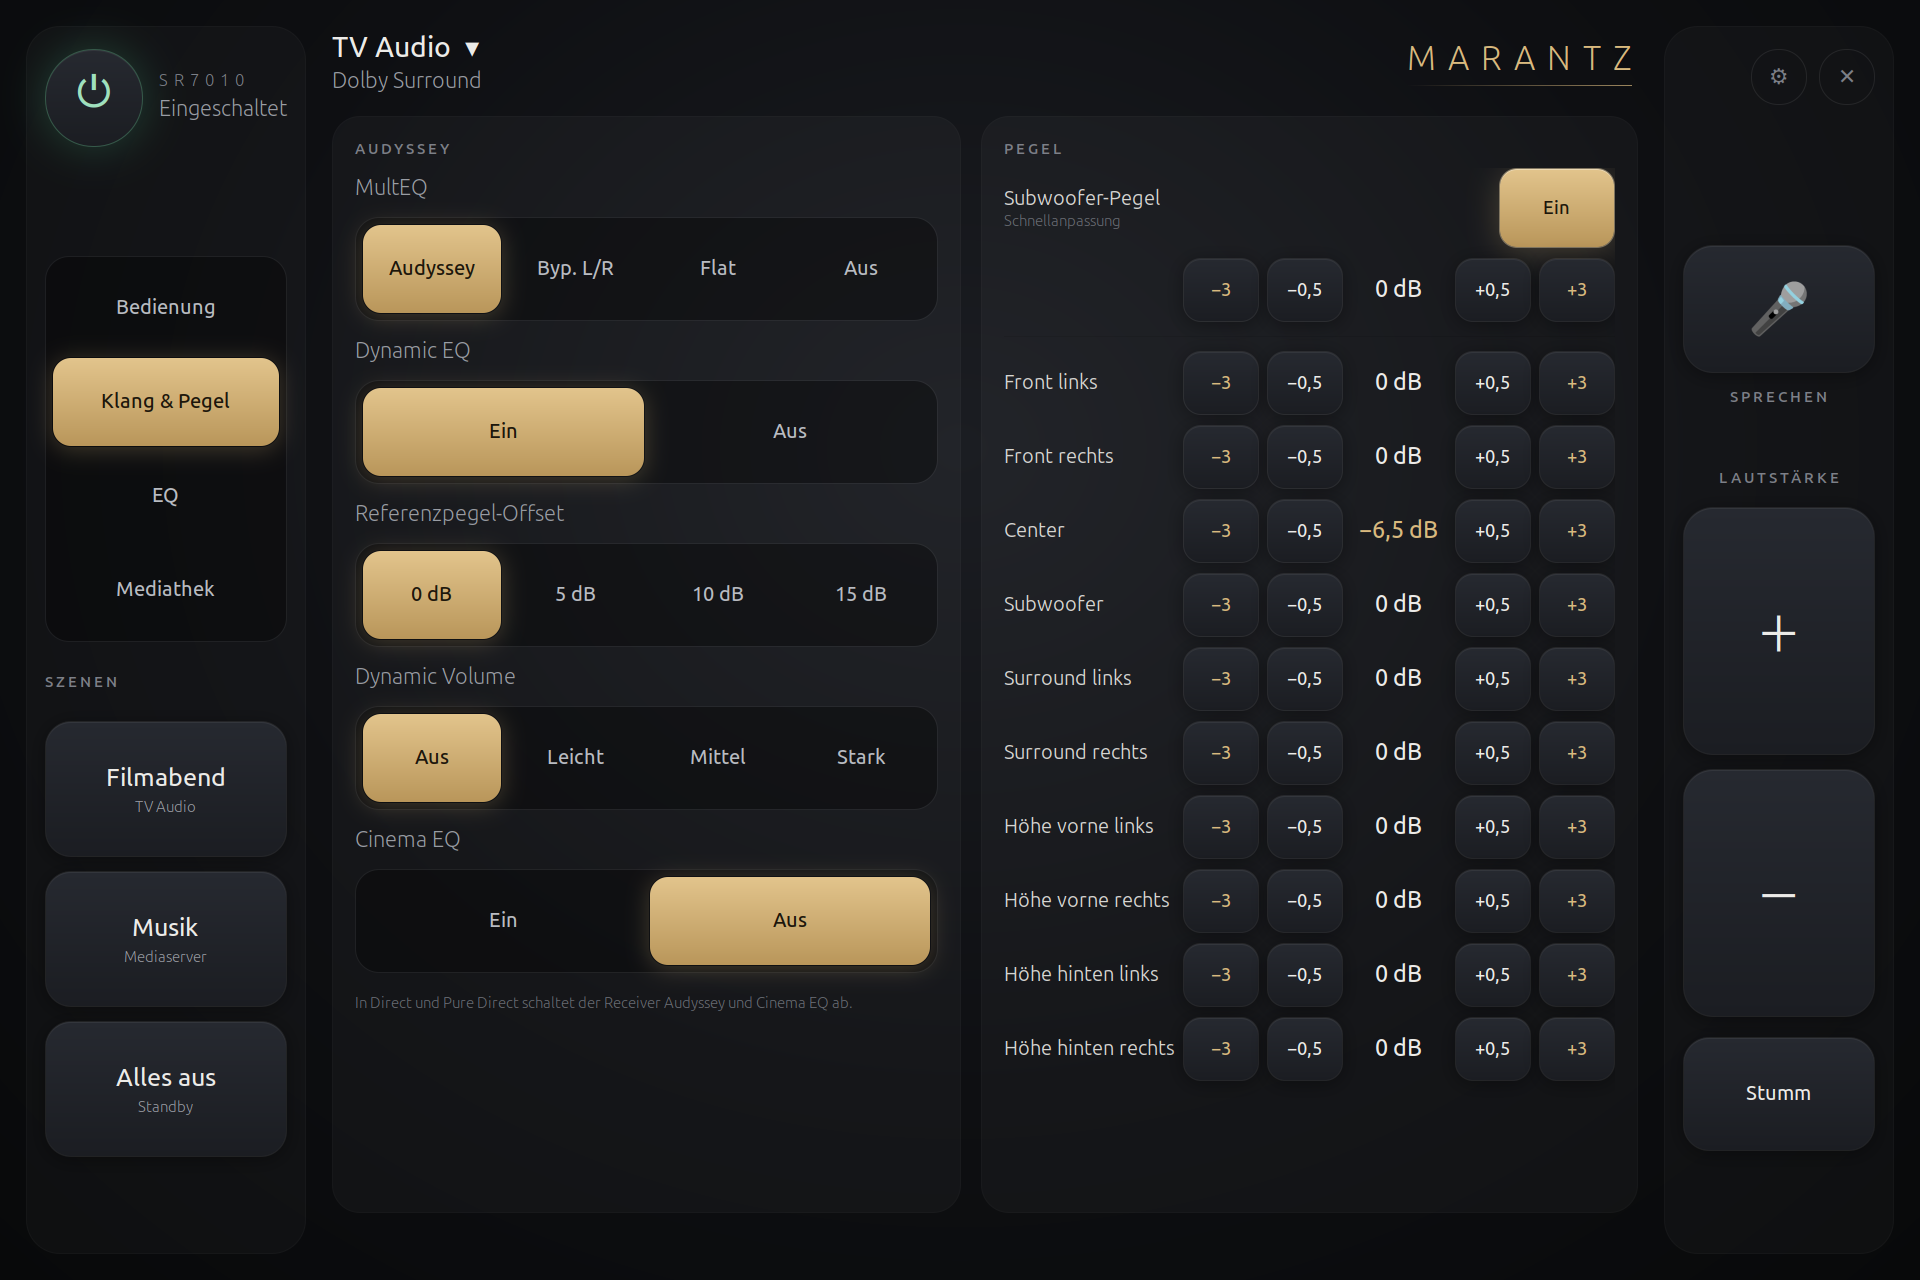 SR7010
Eingeschaltet
Bedienung
Klang & Pegel
EQ
Mediathek
SZENEN
Filmabend
TV Audio
Musik
Mediaserver
Alles aus
Standby
TV Audio ▼
Dolby Surround
MARANTZ
AUDYSSEY
MultEQ
Audyssey Byp. L/R Flat Aus
Dynamic EQ
Ein Aus
Referenzpegel-Offset
0 dB 5 dB 10 dB 15 dB
Dynamic Volume
Aus Leicht Mittel Stark
Cinema EQ
Ein Aus
In Direct und Pure Direct schaltet der Receiver Audyssey und Cinema EQ ab.
PEGEL
Subwoofer-Pegel Ein
Schnellanpassung
−3 −0,5 0 dB +0,5 +3
Front links −3 −0,5 0 dB +0,5 +3
Front rechts −3 −0,5 0 dB +0,5 +3
Center −3 −0,5 −6,5 dB +0,5 +3
Subwoofer −3 −0,5 0 dB +0,5 +3
Surround links −3 −0,5 0 dB +0,5 +3
Surround rechts −3 −0,5 0 dB +0,5 +3
Höhe vorne links −3 −0,5 0 dB +0,5 +3
Höhe vorne rechts −3 −0,5 0 dB +0,5 +3
Höhe hinten links −3 −0,5 0 dB +0,5 +3
Höhe hinten rechts −3 −0,5 0 dB +0,5 +3
SPRECHEN
LAUTSTÄRKE
+
−
Stumm